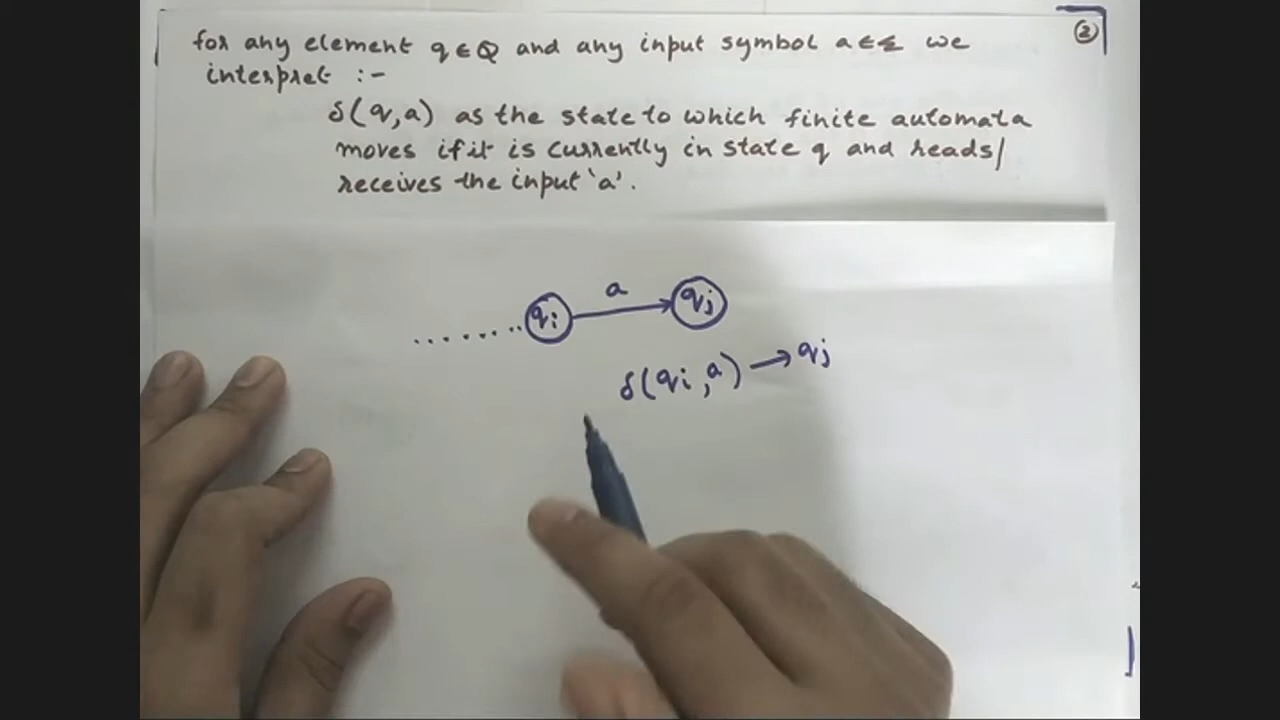 for any element q ∈ Q and any input symbol a ∈ Σ we
②
interpret :-
δ(q,a) as the state to which finite automata
moves if it is currently in state q and reads/
receives the input 'a'.
a
qi
qj
δ(qi,a) → qj